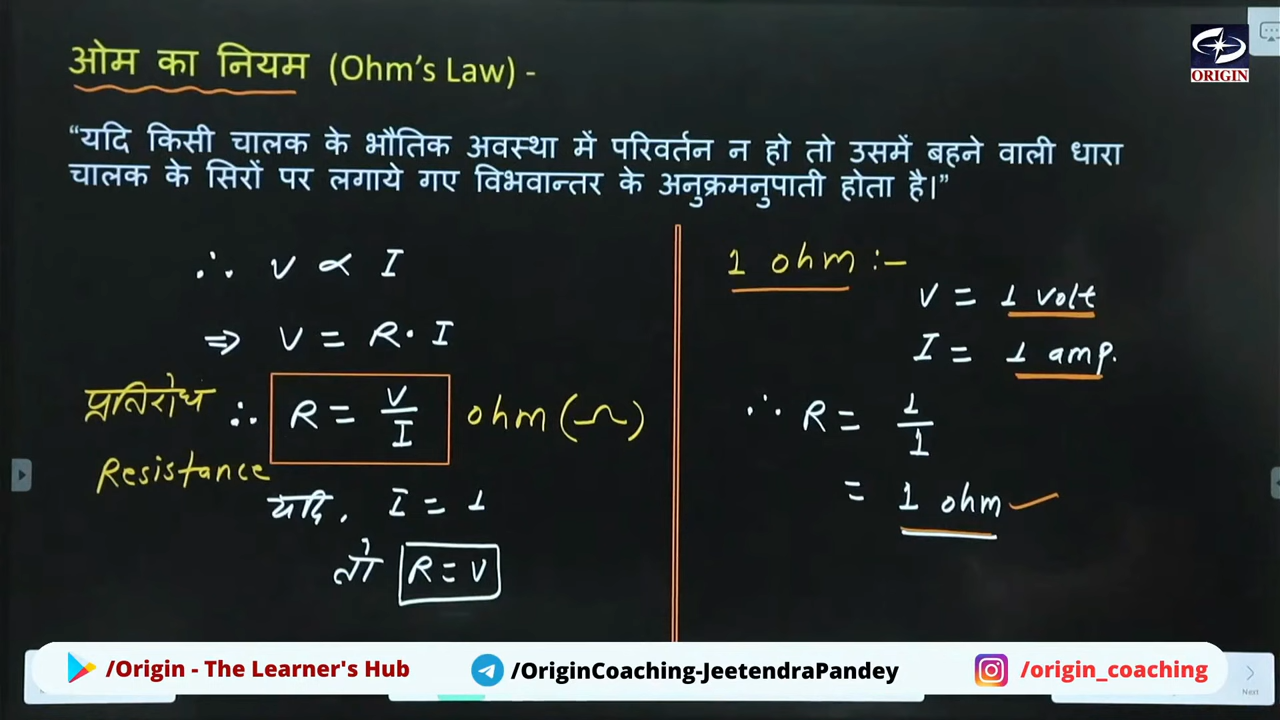 ओम का नियम (Ohm's Law) -
ORIGIN
“यदि किसी चालक के भौतिक अवस्था में परिवर्तन न हो तो उसमें बहने वाली धारा
चालक के सिरों पर लगाये गए विभवान्तर के अनुक्रमनुपाती होता है।”
∴ V ∝ I
⇒ V = R · I
प्रतिरोध ∴ R = V/I ohm (Ω)
Resistance
यदि, I = 1
तो R = V
1 ohm :-
V = 1 volt
I = 1 amp.
∴ R = 1/1
= 1 ohm ✓
/Origin - The Learner's Hub
/OriginCoaching-JeetendraPandey
/origin_coaching
Next